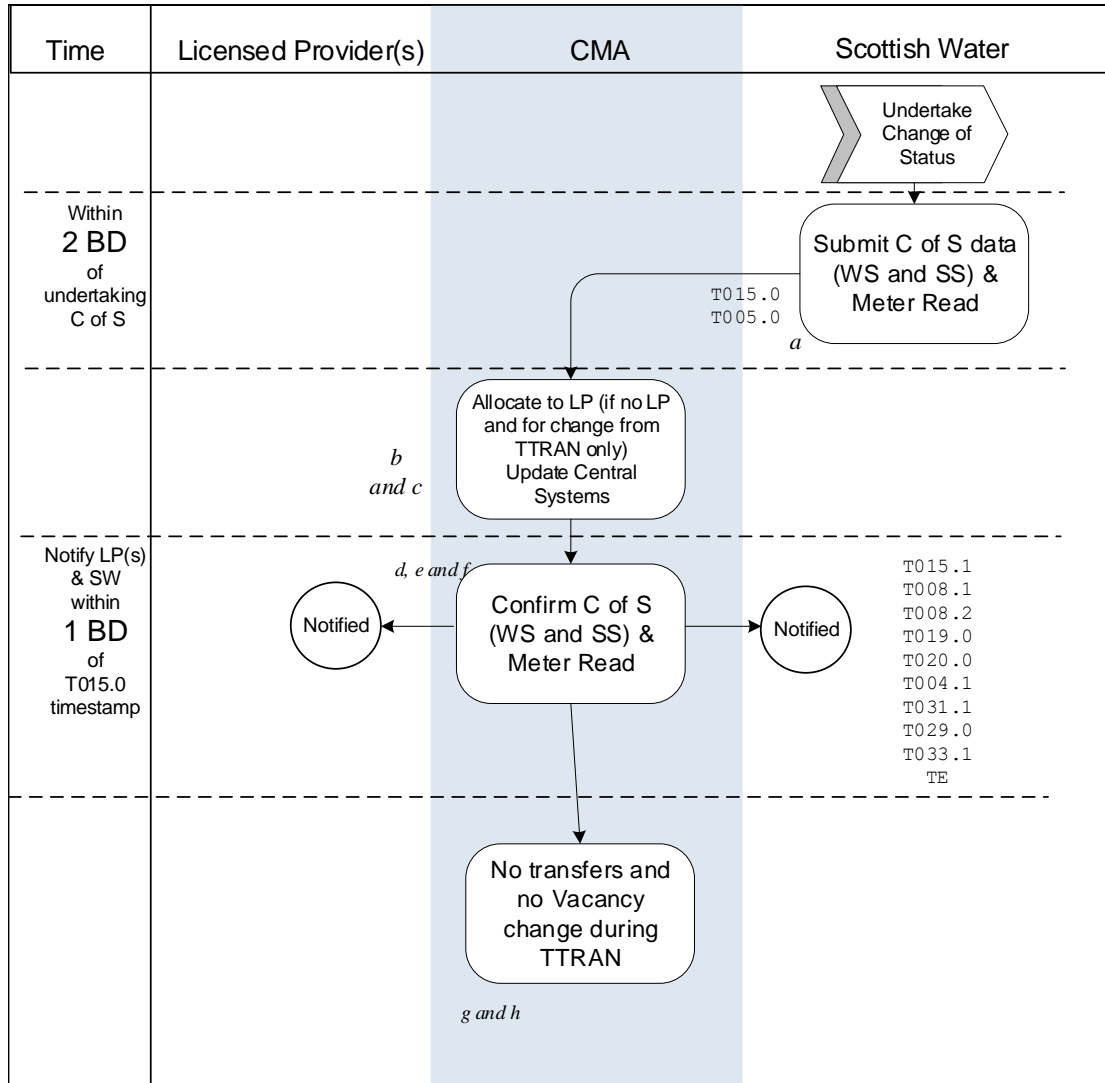 Time
Licensed Provider(s)
CMA
Scottish Water
Undertake
Change of
Status
Within
2 BD
of
undertaking
C of S
Submit C of S data
(WS and SS) &
Meter Read
T015.0
T005.0
a
Allocate to LP (if no LP
and for change from
TTRAN only)
Update Central
Systems
b
and c
Notify LP(s)
& SW
within
1 BD
of
T015.0
timestamp
d, e and f
Notified
Confirm C of S
(WS and SS) &
Meter Read
Notified
T015.1
T008.1
T008.2
T019.0
T020.0
T004.1
T031.1
T029.0
T033.1
TE
No transfers and
no Vacancy
change during
TTRAN
g and h